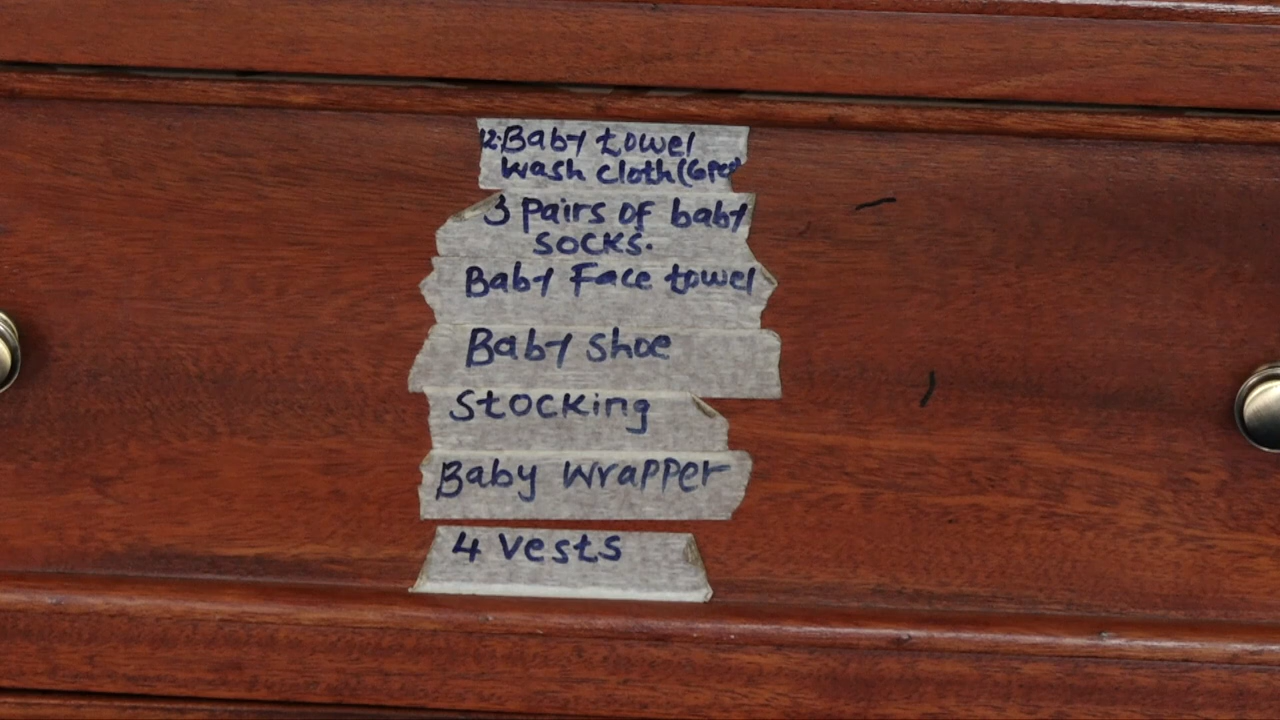 12. Baby towel
wash cloth (6pcs)
3 pairs of baby
socks.
Baby Face towel
Baby shoe
Stocking
Baby wrapper
4 vests